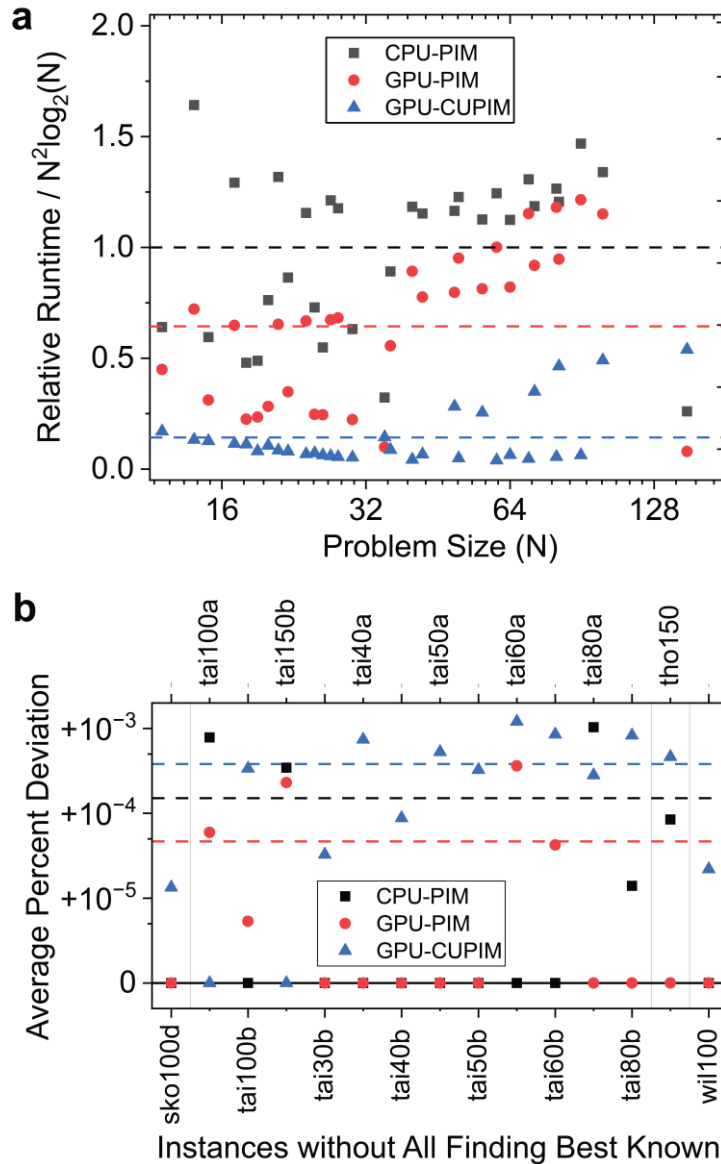 a
2.0
1.5
1.0
0.5
0.0
Relative Runtime / N²log₂(N)
CPU-PIM
GPU-PIM
GPU-CUPIM
16 32 64 128
Problem Size (N)
b
tai100a tai150b tai40a tai50a tai60a tai80a tho150
+10⁻³
+10⁻⁴
+10⁻⁵
0
Average Percent Deviation
CPU-PIM
GPU-PIM
GPU-CUPIM
sko100d tai100b tai30b tai40b tai50b tai60b tai80b wil100
Instances without All Finding Best Known